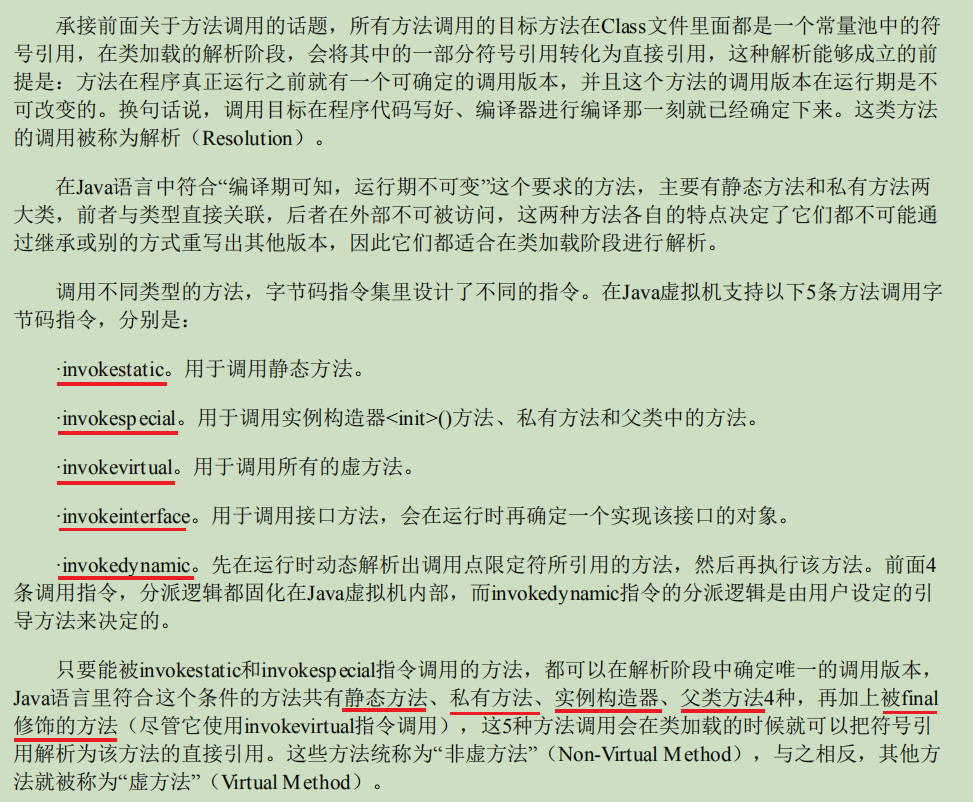 承接前面关于方法调用的话题，所有方法调用的目标方法在Class文件里面都是一个常量池中的符
号引用，在类加载的解析阶段，会将其中的一部分符号引用转化为直接引用，这种解析能够成立的前
提是：方法在程序真正运行之前就有一个可确定的调用版本，并且这个方法的调用版本在运行期是不
可改变的。换句话说，调用目标在程序代码写好、编译器进行编译那一刻就已经确定下来。这类方法
的调用被称为解析（Resolution）。
在Java语言中符合“编译期可知，运行期不可变”这个要求的方法，主要有静态方法和私有方法两
大类，前者与类型直接关联，后者在外部不可被访问，这两种方法各自的特点决定了它们都不可能通
过继承或别的方式重写出其他版本，因此它们都适合在类加载阶段进行解析。
调用不同类型的方法，字节码指令集里设计了不同的指令。在Java虚拟机支持以下5条方法调用字
节码指令，分别是：
·invokestatic。用于调用静态方法。
·invokespecial。用于调用实例构造器<init>()方法、私有方法和父类中的方法。
·invokevirtual。用于调用所有的虚方法。
·invokeinterface。用于调用接口方法，会在运行时再确定一个实现该接口的对象。
·invokedynamic。先在运行时动态解析出调用点限定符所引用的方法，然后再执行该方法。前面4
条调用指令，分派逻辑都固化在Java虚拟机内部，而invokedynamic指令的分派逻辑是由用户设定的引
导方法来决定的。
只要能被invokestatic和invokespecial指令调用的方法，都可以在解析阶段中确定唯一的调用版本，
Java语言里符合这个条件的方法共有静态方法、私有方法、实例构造器、父类方法4种，再加上被final
修饰的方法（尽管它使用invokevirtual指令调用），这5种方法调用会在类加载的时候就可以把符号引
用解析为该方法的直接引用。这些方法统称为“非虚方法”（Non-Virtual Method），与之相反，其他方
法就被称为“虚方法”（Virtual Method）。